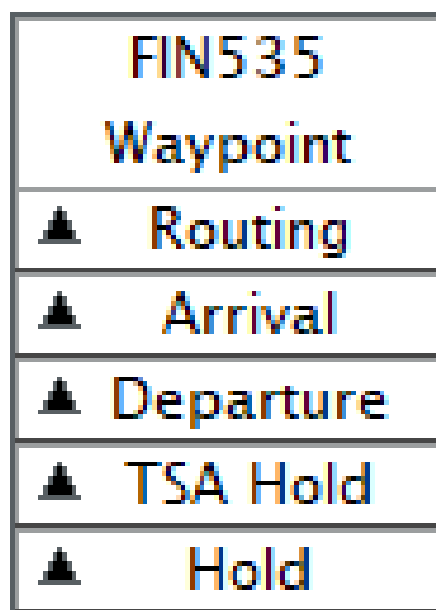 FIN535
Waypoint
Routing
Arrival
Departure
TSA Hold
Hold